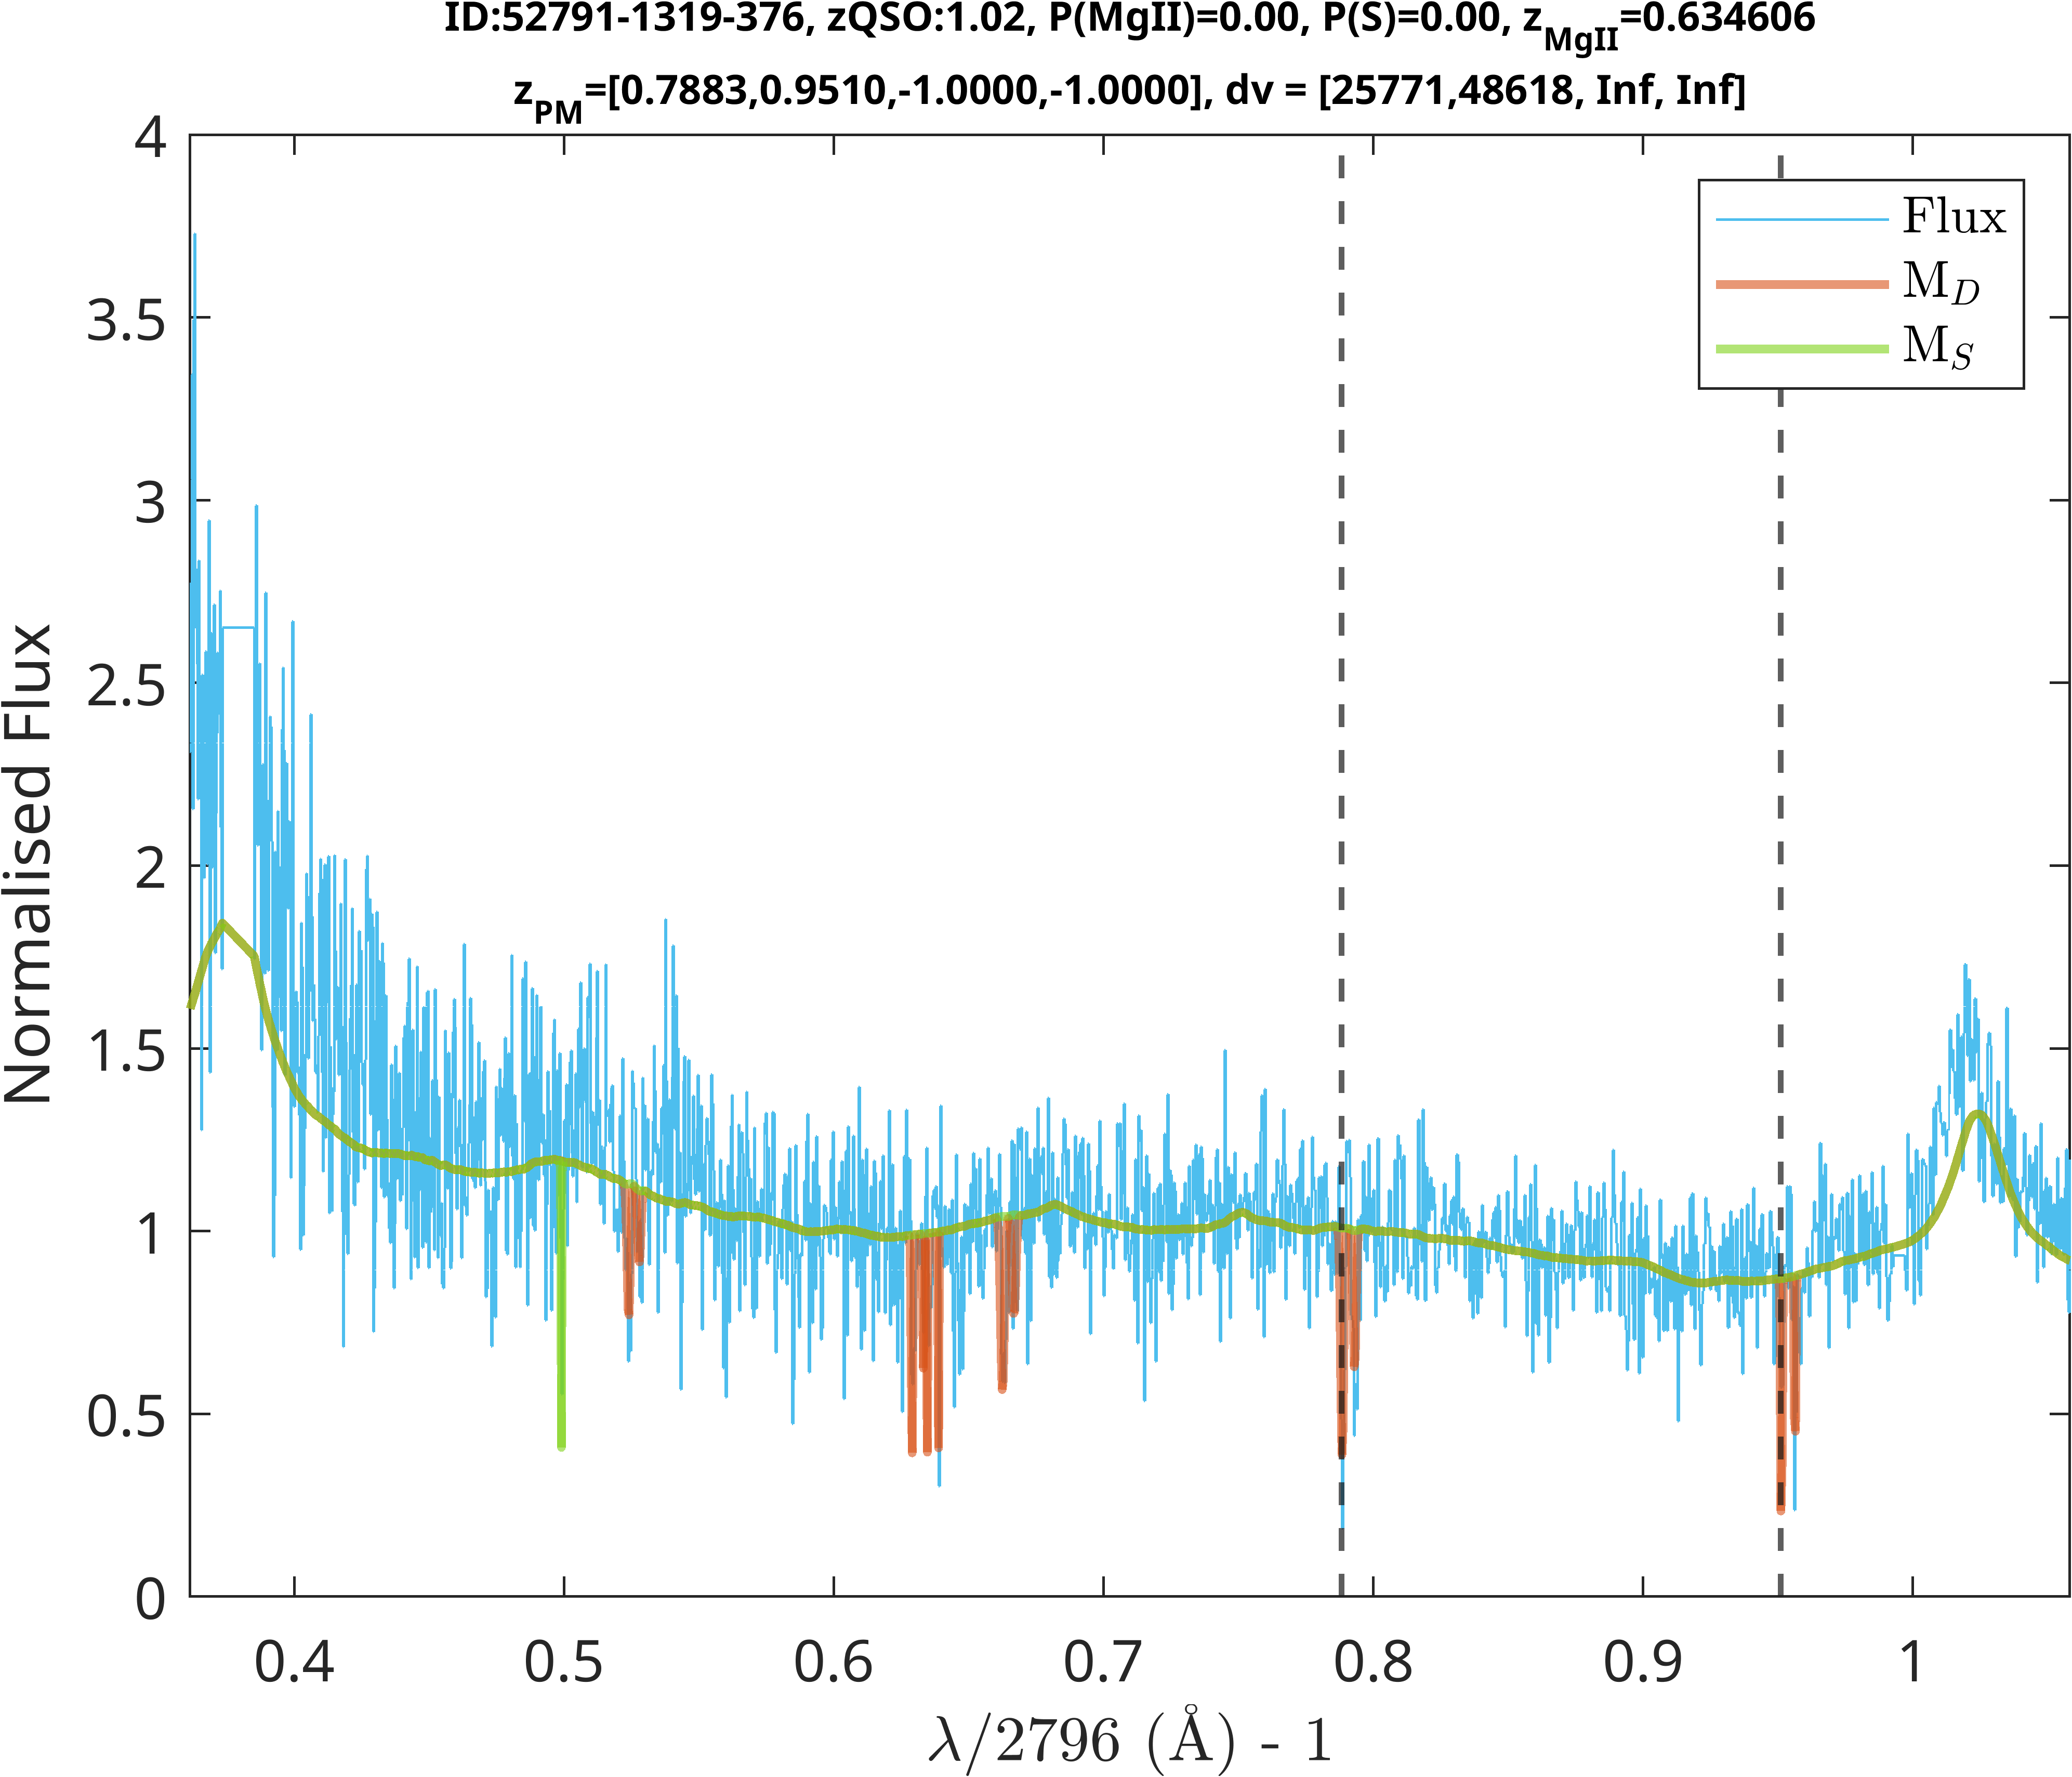 ID:52791-1319-376, zQSO:1.02, P(MgII)=0.00, P(S)=0.00, zMgII=0.634606
zPM=[0.7883,0.9510,-1.0000,-1.0000], dv = [25771,48618, Inf, Inf]
4
3.5
3
2.5
2
1.5
1
0.5
0
Normalised Flux
Flux
MD
MS
0.4 0.5 0.6 0.7 0.8 0.9 1
λ/2796 (Å) - 1